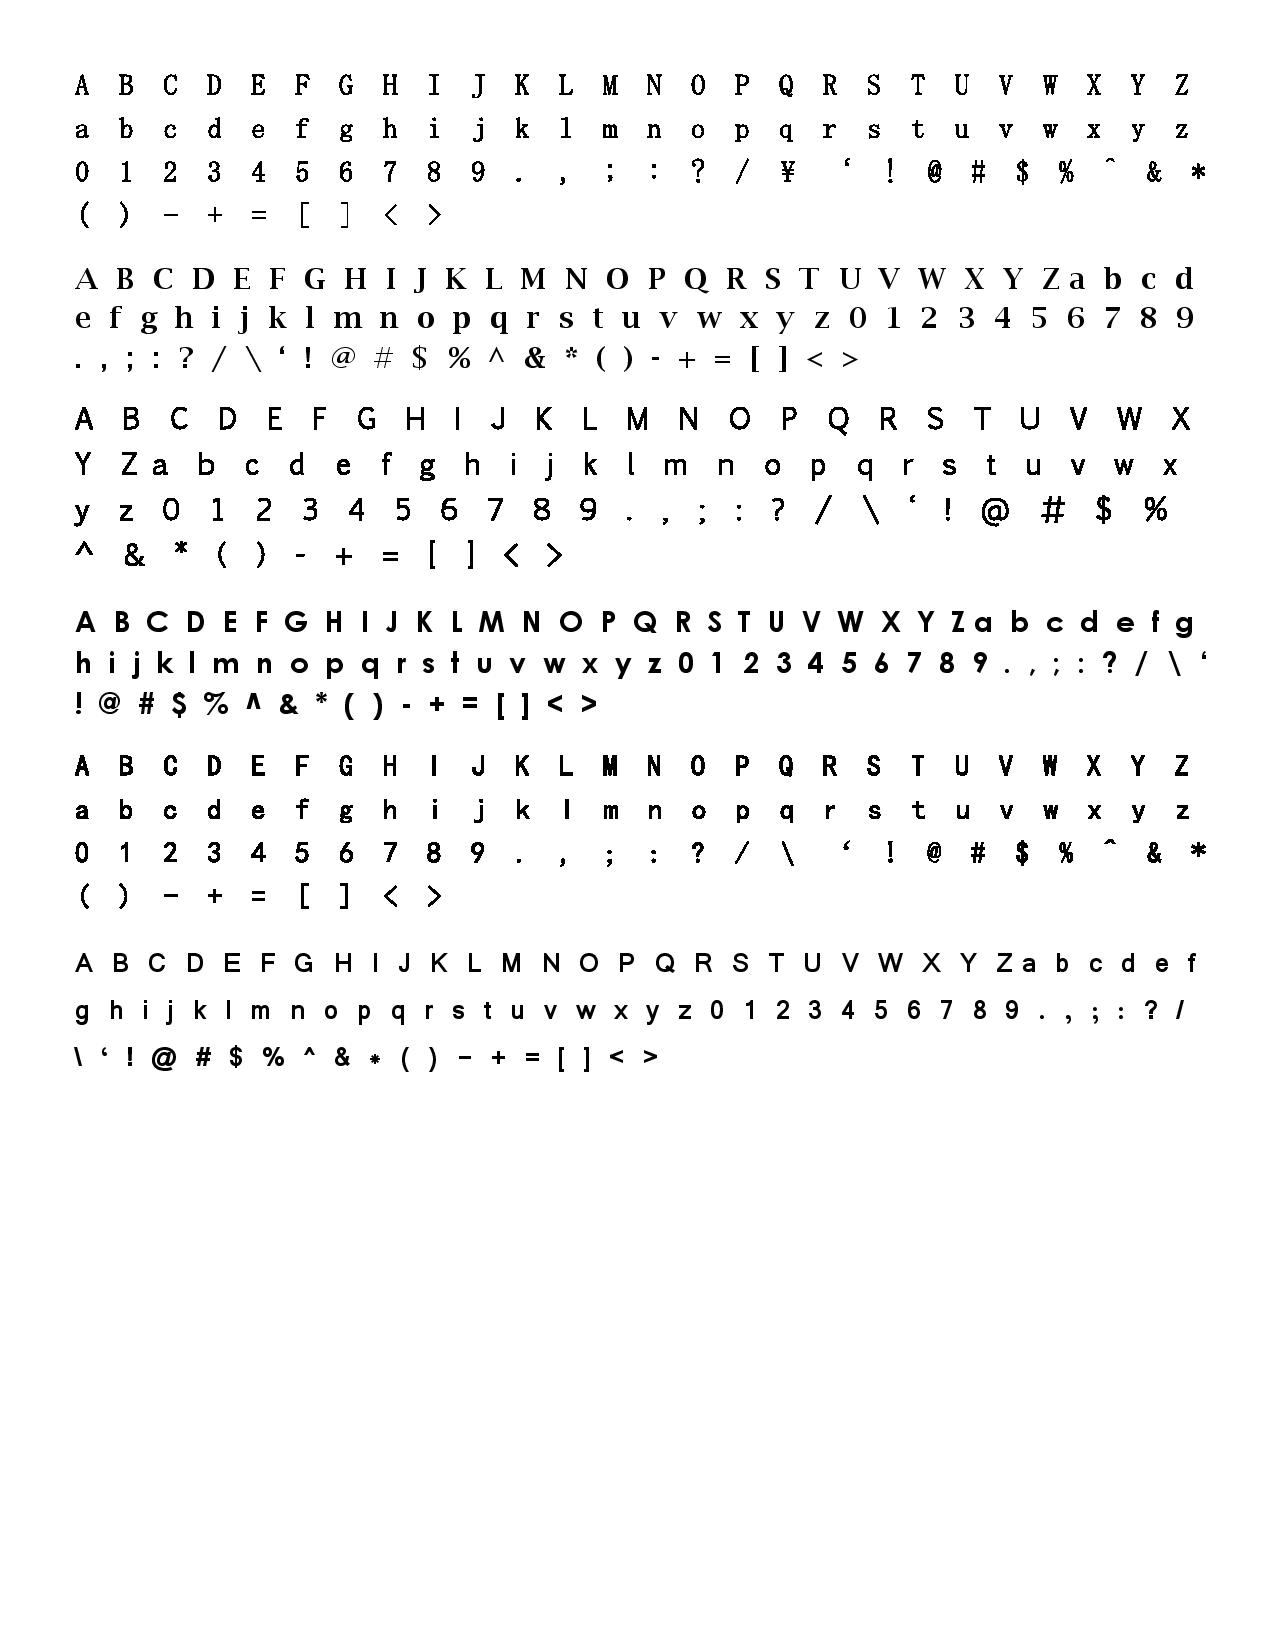 A B C D E F G H I J K L M N O P Q R S T U V W X Y Z
a b c d e f g h i j k l m n o p q r s t u v w x y z
0 1 2 3 4 5 6 7 8 9 . , ; : ? / ¥ ‘ ! @ # $ % ^ & *
( ) − + = [ ] < >
A B C D E F G H I J K L M N O P Q R S T U V W X Y Z a b c d
e f g h i j k l m n o p q r s t u v w x y z 0 1 2 3 4 5 6 7 8 9
. , ; : ? / \ ‘ ! @ # $ % ^ & * ( ) - + = [ ] < >
A B C D E F G H I J K L M N O P Q R S T U V W X
Y Z a b c d e f g h i j k l m n o p q r s t u v w x
y z 0 1 2 3 4 5 6 7 8 9 . , ; : ? / \ ‘ ! @ # $ %
^ & * ( ) - + = [ ] < >
A B C D E F G H I J K L M N O P Q R S T U V W X Y Z a b c d e f g
h i j k l m n o p q r s t u v w x y z 0 1 2 3 4 5 6 7 8 9 . , ; : ? / \ ‘
! @ # $ % ^ & * ( ) - + = [ ] < >
A B C D E F G H I J K L M N O P Q R S T U V W X Y Z
a b c d e f g h i j k l m n o p q r s t u v w x y z
0 1 2 3 4 5 6 7 8 9 . , ; : ? / \ ‘ ! @ # $ % ^ & *
( ) − + = [ ] < >
A B C D E F G H I J K L M N O P Q R S T U V W X Y Z a b c d e f
g h i j k l m n o p q r s t u v w x y z 0 1 2 3 4 5 6 7 8 9 . , ; : ? /
\ ‘ ! @ # $ % ^ & * ( ) − + = [ ] < >